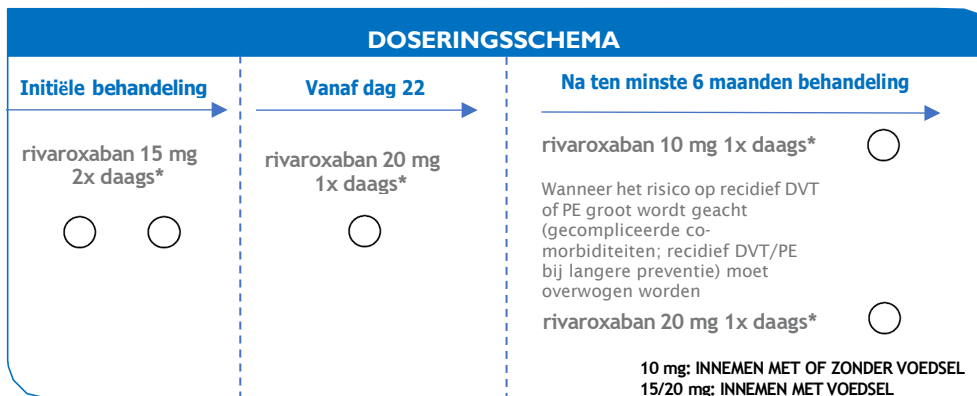 DOSERINGSSCHEMA
Initiële behandeling
rivaroxaban 15 mg
2x daags*
Vanaf dag 22
rivaroxaban 20 mg
1x daags*
Na ten minste 6 maanden behandeling
rivaroxaban 10 mg 1x daags*
Wanneer het risico op recidief DVT
of PE groot wordt geacht
(gecompliceerde co-
morbiditeiten; recidief DVT/PE
bij langere preventie) moet
overwogen worden
rivaroxaban 20 mg 1x daags*
10 mg: INNEMEN MET OF ZONDER VOEDSEL
15/20 mg: INNEMEN MET VOEDSEL